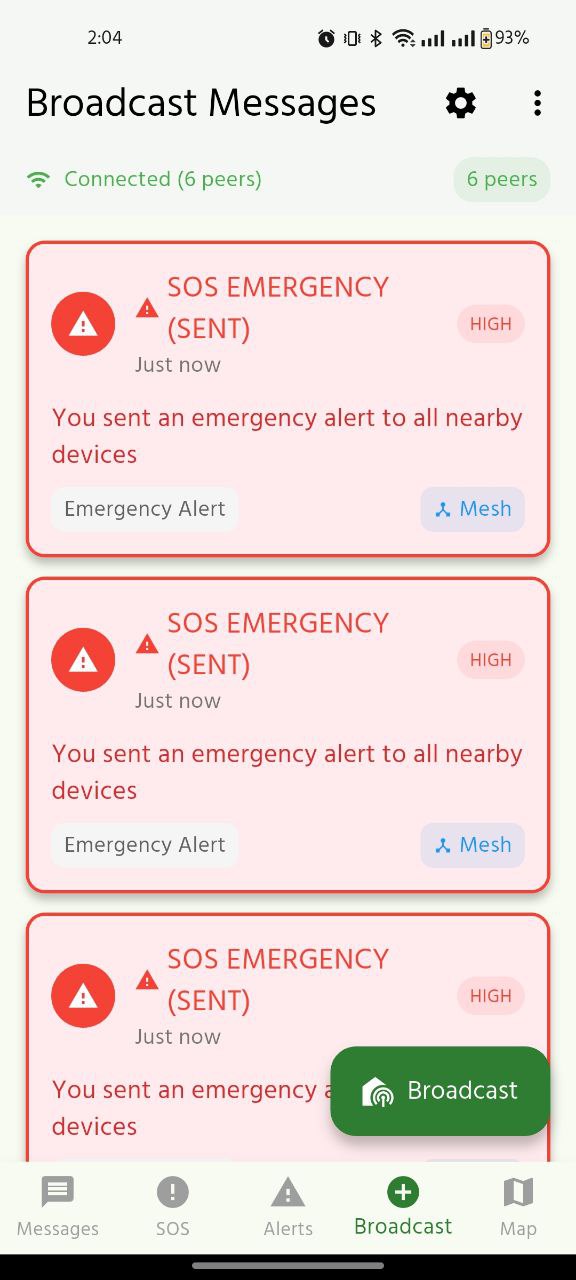 2:04
93%
Broadcast Messages
Connected (6 peers)
6 peers
SOS EMERGENCY
(SENT)
HIGH
Just now
You sent an emergency alert to all nearby
devices
Emergency Alert
Mesh
SOS EMERGENCY
(SENT)
HIGH
Just now
You sent an emergency alert to all nearby
devices
Emergency Alert
Mesh
SOS EMERGENCY
(SENT)
HIGH
Just now
You sent an emergency
devices
Broadcast
Messages
SOS
Alerts
Broadcast
Map